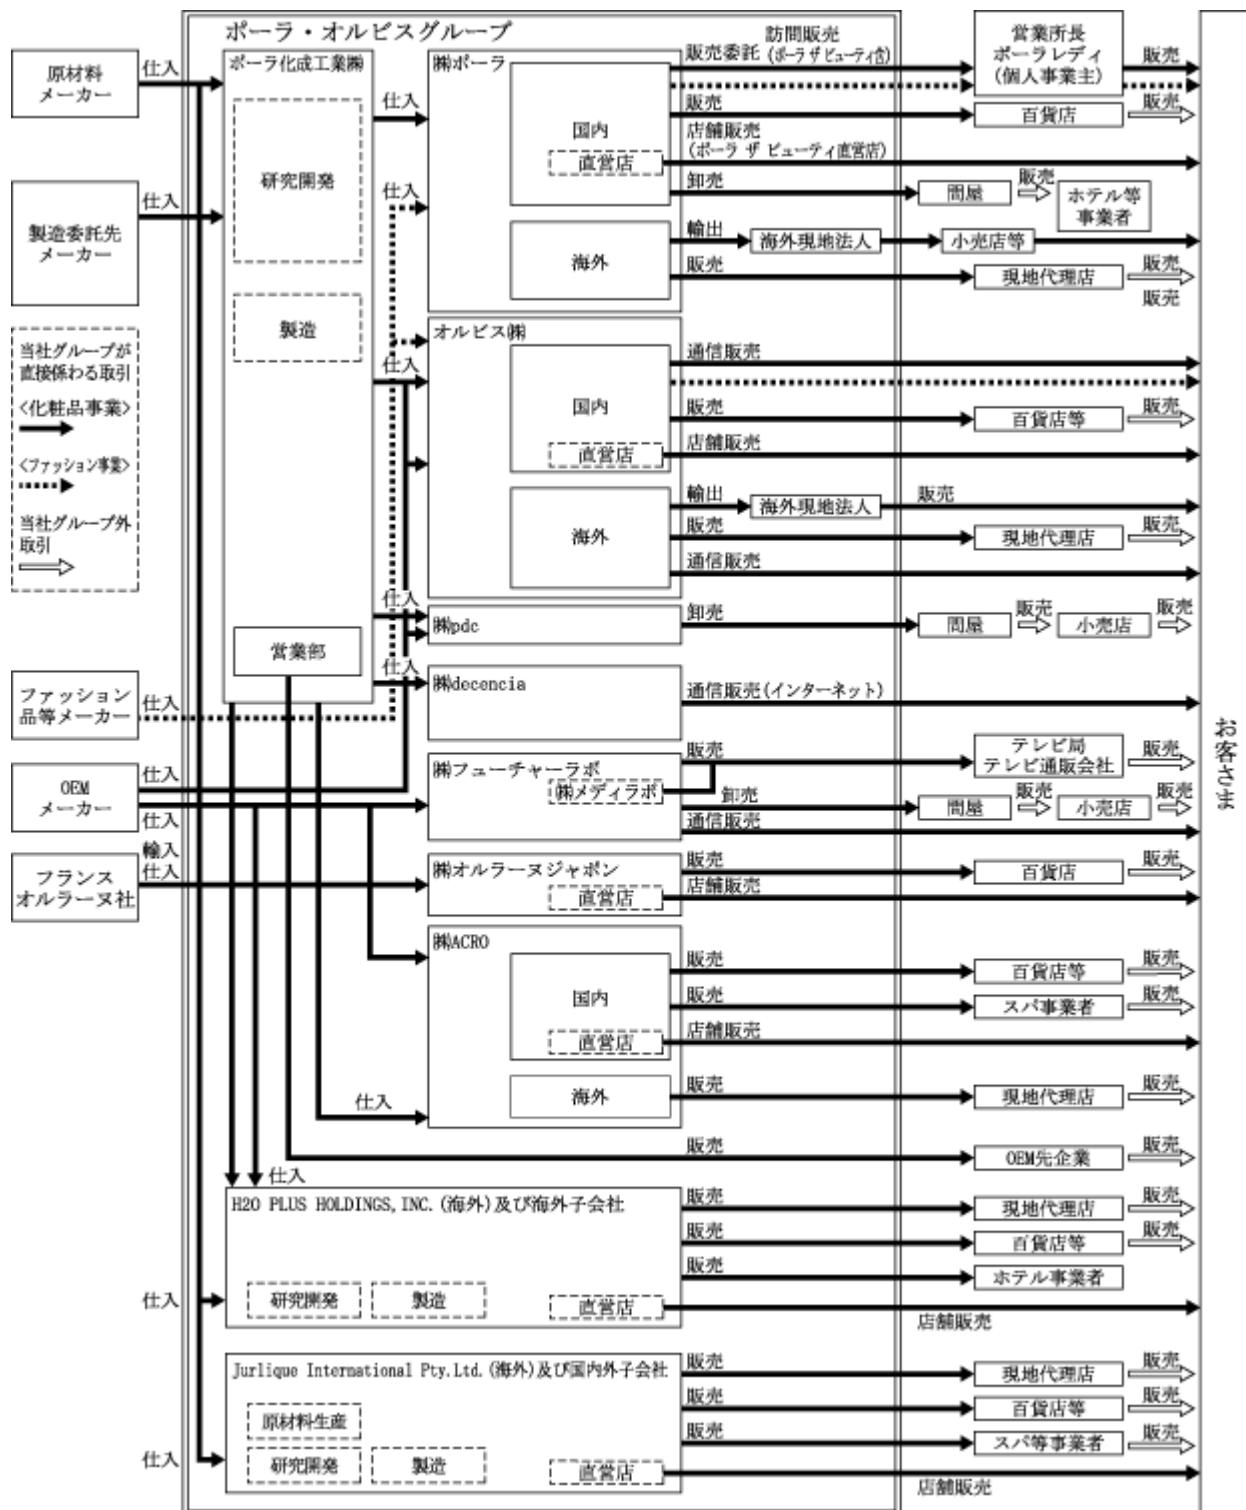 ポーラ・オルビスグループ
原材料
メーカー
仕入
製造委託先
メーカー
仕入
当社グループが
直接係わる取引
<化粧品事業>
<ファッション事業>
当社グループ外
取引
ファッション
品等メーカー
仕入
OEM
メーカー
仕入
仕入
フランス
オルラーヌ社
輸入
仕入
仕入
仕入
ポーラ化成工業㈱
研究開発
製造
営業部
仕入
仕入
仕入
仕入
仕入
仕入
仕入
㈱ポーラ
国内
直営店
海外
訪問販売
販売委託(ポーラ ザ ビューティ含)
営業所長
ポーラレディ
(個人事業主)
販売
販売
百貨店
販売
店舗販売
(ポーラ ザ ビューティ直営店)
卸売
問屋
販売
ホテル等
事業者
輸出
海外現地法人
小売店等
販売
現地代理店
販売
販売
オルビス㈱
国内
直営店
海外
通信販売
販売
百貨店等
販売
店舗販売
輸出
海外現地法人
販売
販売
現地代理店
販売
通信販売
㈱pdc
卸売
問屋
販売
小売店
販売
㈱decencia
通信販売(インターネット)
㈱フューチャーラボ
㈱メディラボ
販売
テレビ局
テレビ通販会社
販売
卸売
問屋
販売
小売店
販売
通信販売
㈱オルラーヌジャポン
直営店
販売
百貨店
販売
店舗販売
㈱ACRO
国内
直営店
海外
販売
百貨店等
販売
販売
スパ事業者
販売
店舗販売
販売
現地代理店
販売
販売
OEM先企業
販売
H2O PLUS HOLDINGS,INC.(海外)及び海外子会社
研究開発
製造
直営店
販売
現地代理店
販売
販売
百貨店等
販売
販売
ホテル事業者
店舗販売
Jurlique International Pty.Ltd.(海外)及び国内外子会社
原材料生産
研究開発
製造
直営店
販売
現地代理店
販売
販売
百貨店等
販売
販売
スパ等事業者
販売
店舗販売
お客さま